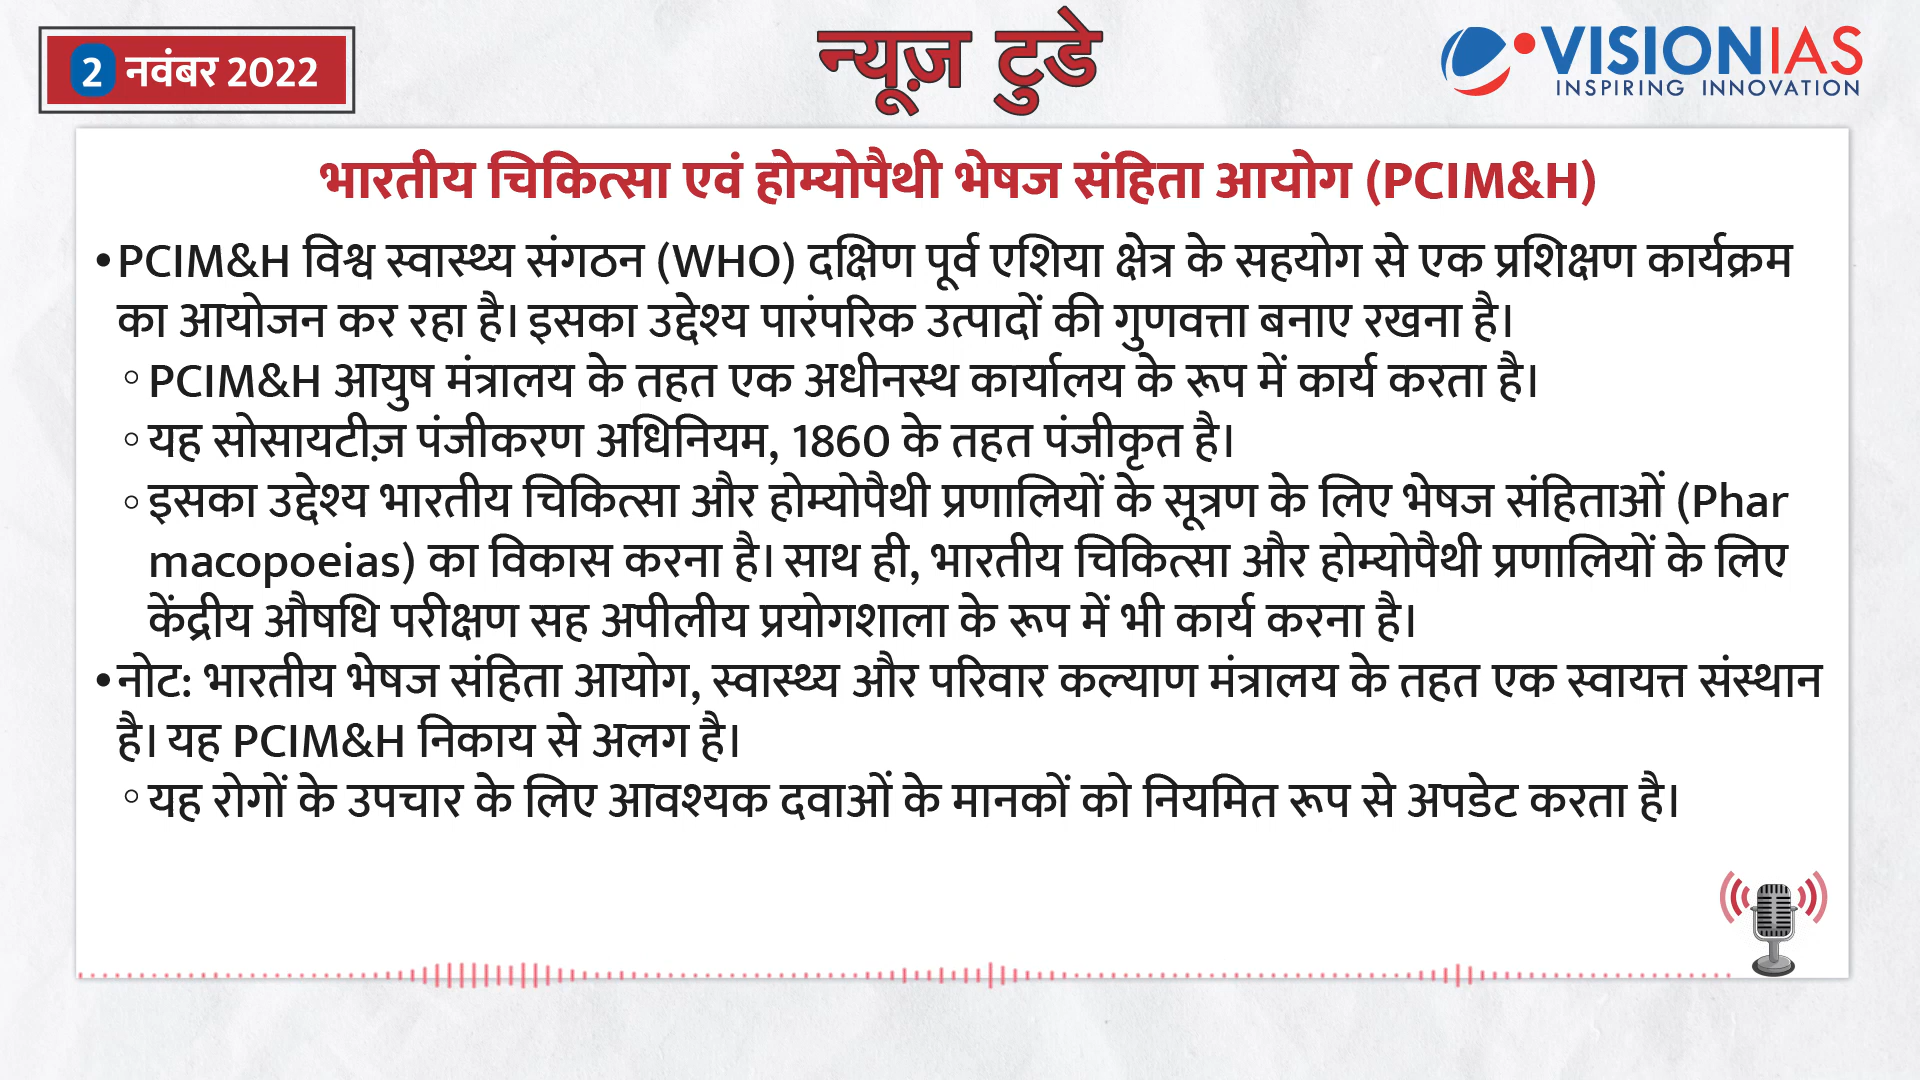 2 नवंबर 2022
न्यूज़ टुडे
VISIONIAS
INSPIRING INNOVATION
भारतीय चिकित्सा एवं होम्योपैथी भेषज संहिता आयोग (PCIM&H)
•PCIM&H विश्व स्वास्थ्य संगठन (WHO) दक्षिण पूर्व एशिया क्षेत्र के सहयोग से एक प्रशिक्षण कार्यक्रम
का आयोजन कर रहा है। इसका उद्देश्य पारंपरिक उत्पादों की गुणवत्ता बनाए रखना है।
○PCIM&H आयुष मंत्रालय के तहत एक अधीनस्थ कार्यालय के रूप में कार्य करता है।
○यह सोसायटीज़ पंजीकरण अधिनियम, 1860 के तहत पंजीकृत है।
○इसका उद्देश्य भारतीय चिकित्सा और होम्योपैथी प्रणालियों के सूत्रण के लिए भेषज संहिताओं (Phar
macopoeias) का विकास करना है। साथ ही, भारतीय चिकित्सा और होम्योपैथी प्रणालियों के लिए
केंद्रीय औषधि परीक्षण सह अपीलीय प्रयोगशाला के रूप में भी कार्य करना है।
•नोट: भारतीय भेषज संहिता आयोग, स्वास्थ्य और परिवार कल्याण मंत्रालय के तहत एक स्वायत्त संस्थान
है। यह PCIM&H निकाय से अलग है।
○यह रोगों के उपचार के लिए आवश्यक दवाओं के मानकों को नियमित रूप से अपडेट करता है।